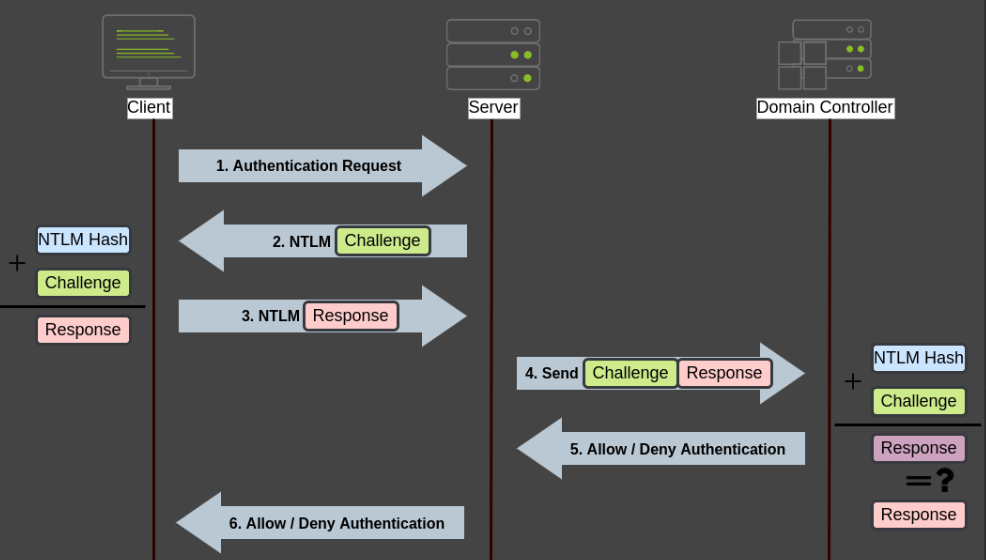 Client
Server
Domain Controller
1. Authentication Request
2. NTLM Challenge
NTLM Hash
+
Challenge
Response
3. NTLM Response
4. Send Challenge Response
NTLM Hash
+
Challenge
Response
=?
Response
5. Allow / Deny Authentication
6. Allow / Deny Authentication